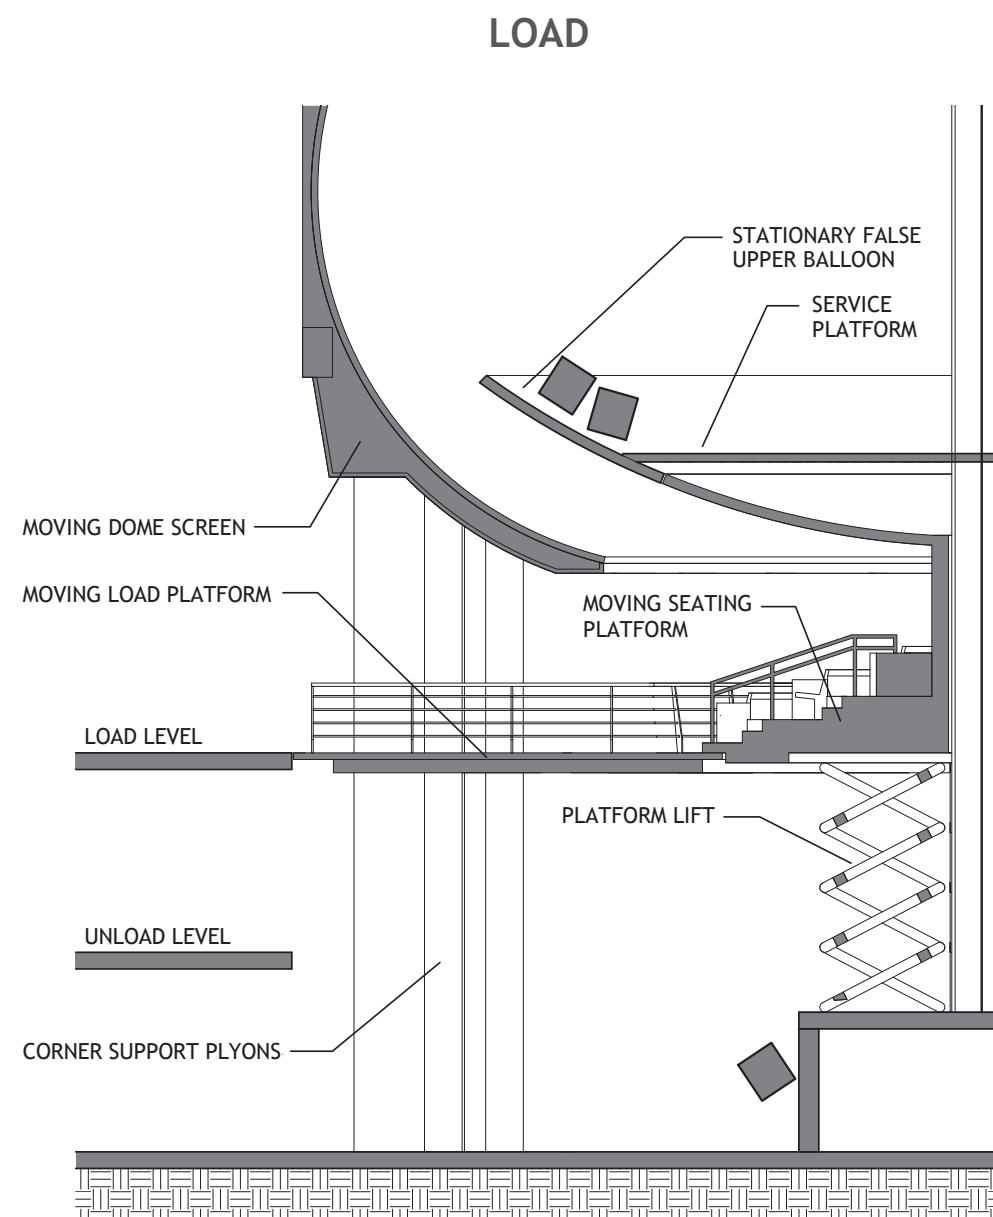 LOAD
STATIONARY FALSE
UPPER BALLOON
SERVICE
PLATFORM
MOVING DOME SCREEN
MOVING LOAD PLATFORM
MOVING SEATING
PLATFORM
LOAD LEVEL
PLATFORM LIFT
UNLOAD LEVEL
CORNER SUPPORT PLYONS